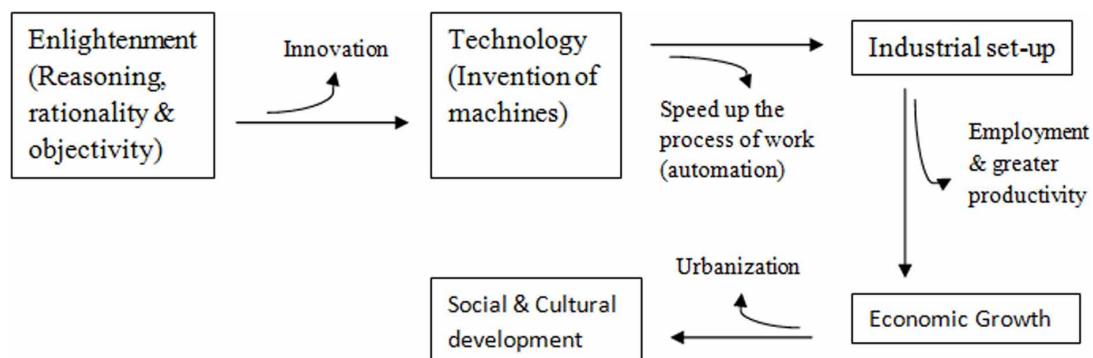 Enlightenment
(Reasoning,
rationality &
objectivity)
Innovation
Technology
(Invention of
machines)
Speed up the
process of work
(automation)
Industrial set-up
Employment
& greater
productivity
Economic Growth
Urbanization
Social & Cultural
development